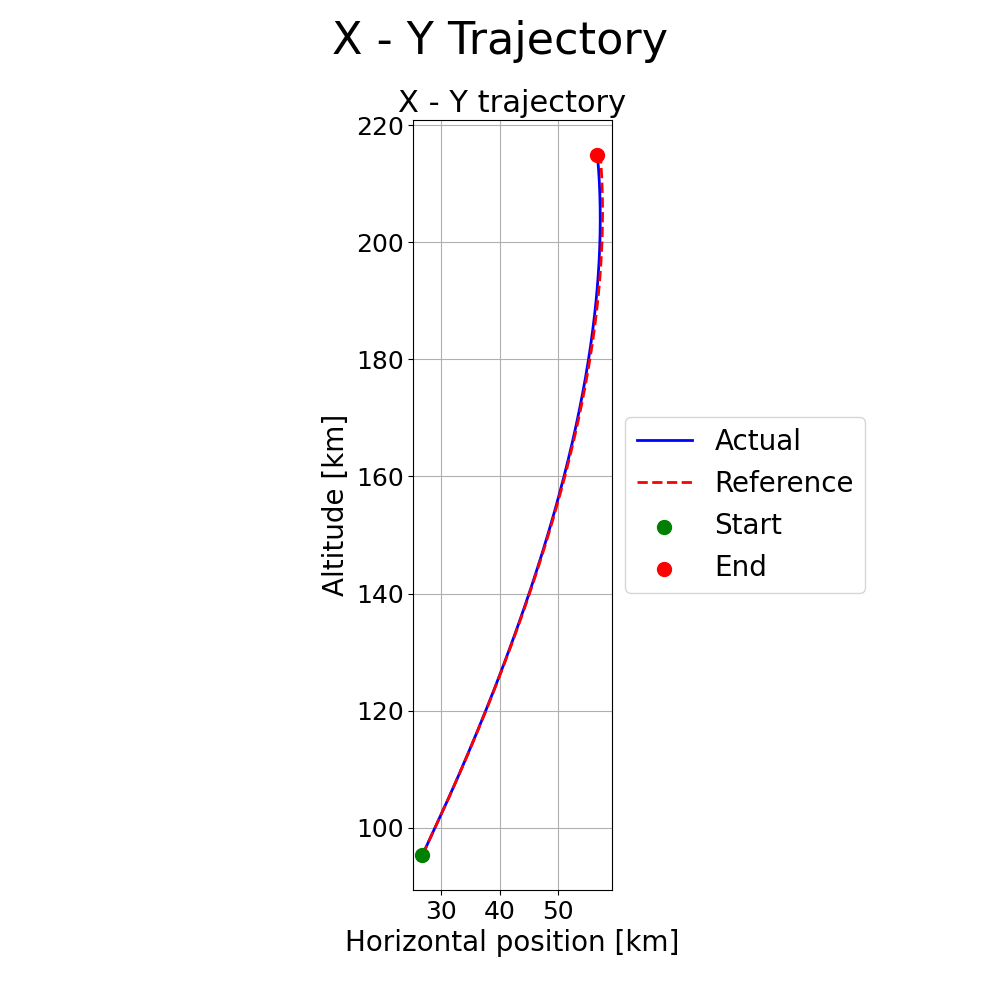 X - Y Trajectory
X - Y trajectory
220
200
180
160
140
120
100
Altitude [km]
30 40 50
Horizontal position [km]
Actual
Reference
Start
End